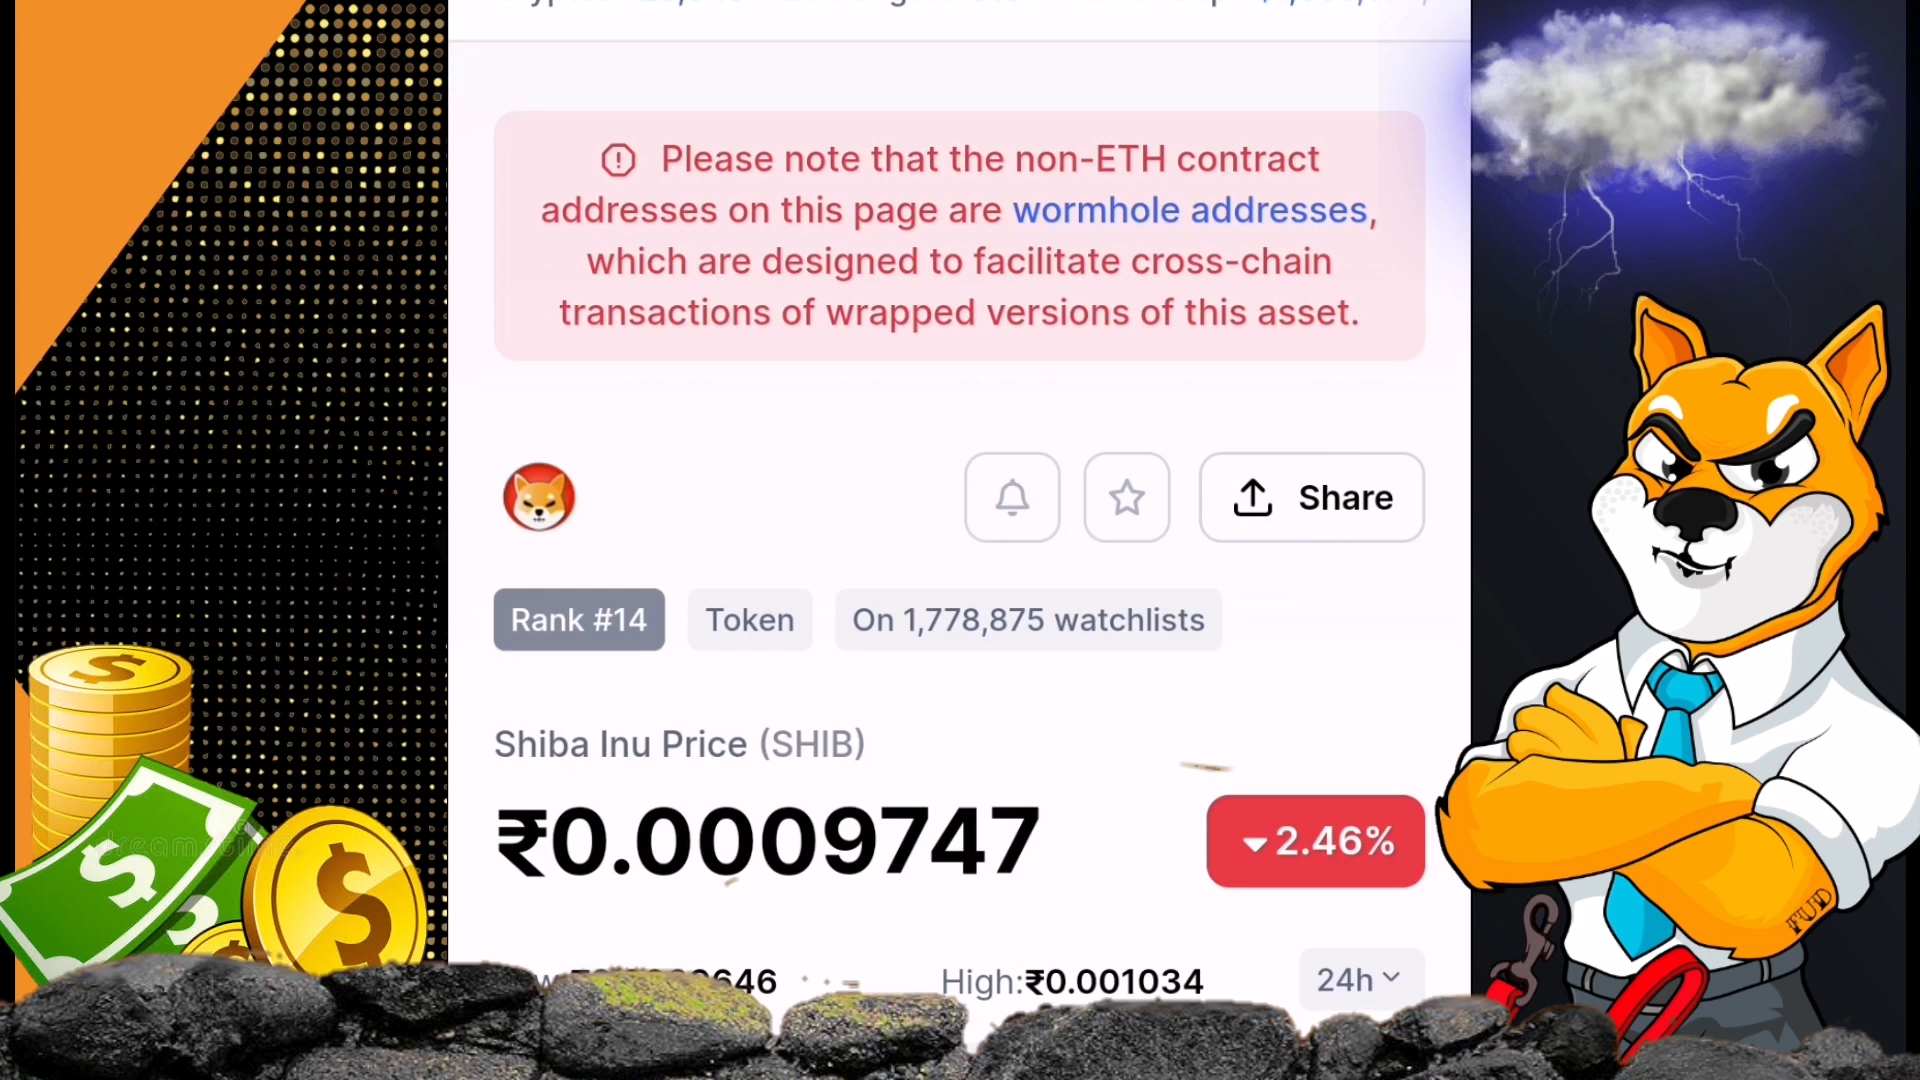 Please note that the non-ETH contract
addresses on this page are wormhole addresses,
which are designed to facilitate cross-chain
transactions of wrapped versions of this asset.
Share
Rank #14
Token
On 1,778,875 watchlists
Shiba Inu Price (SHIB)
₹0.0009747
2.46%
High:₹0.001034
24h
FUD